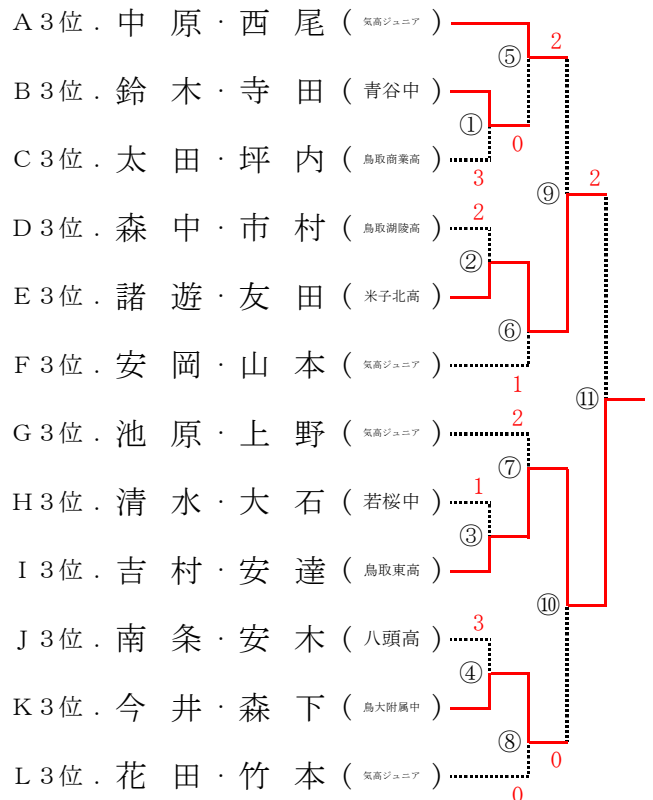 A３位．中原・西尾（気高ジュニア）
⑤ 2
B３位．鈴木・寺田（青谷中）
① 0
C３位．太田・坪内（鳥取商業高）
3
⑨ 2
D３位．森中・市村（鳥取湖陵高）
2
②
E３位．諸遊・友田（米子北高）
⑥
F３位．安岡・山本（気高ジュニア）
1
⑪
G３位．池原・上野（気高ジュニア）
2
⑦
H３位．清水・大石（若桜中）
1
③
I３位．吉村・安達（鳥取東高）
⑩
J３位．南条・安木（八頭高）
3
④
K３位．今井・森下（鳥大附属中）
⑧ 0
L３位．花田・竹本（気高ジュニア）
0